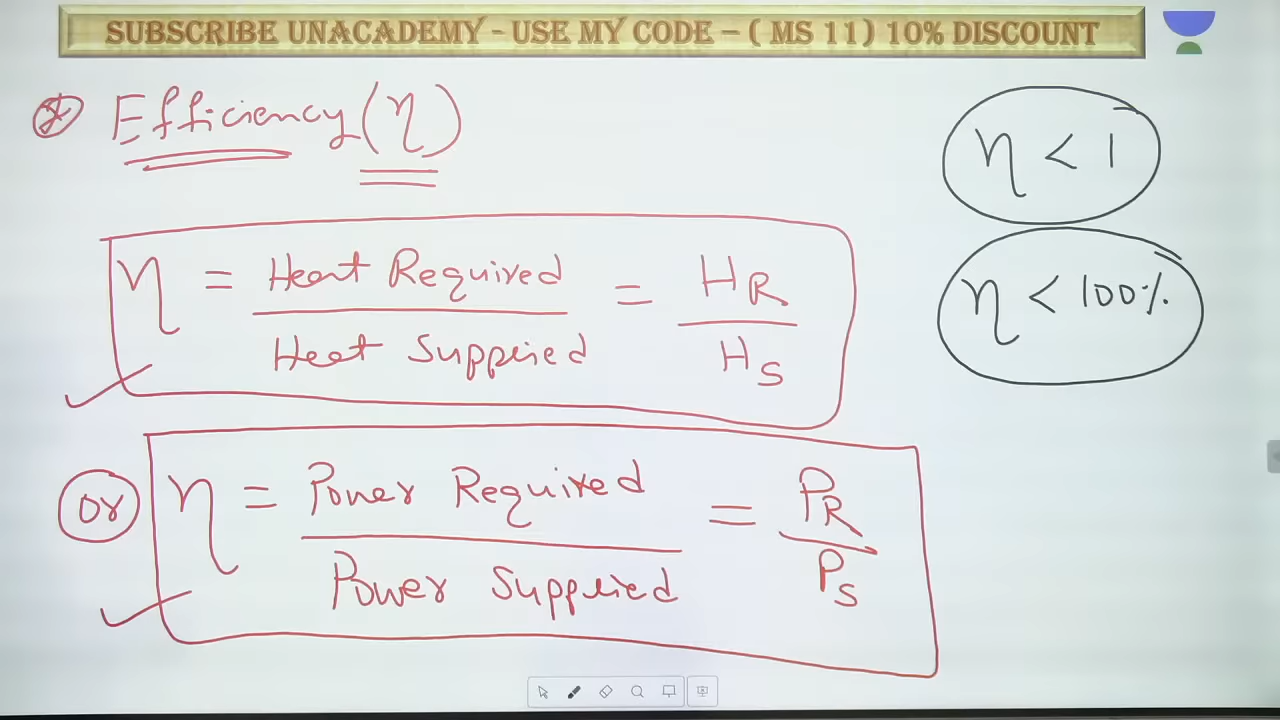 SUBSCRIBE UNACADEMY - USE MY CODE – ( MS 11) 10% DISCOUNT
* Efficiency (η)
η < 1
η < 100%
η = Heat Required / Heat Supplied = H_R / H_S
or η = Power Required / Power Supplied = P_R / P_S